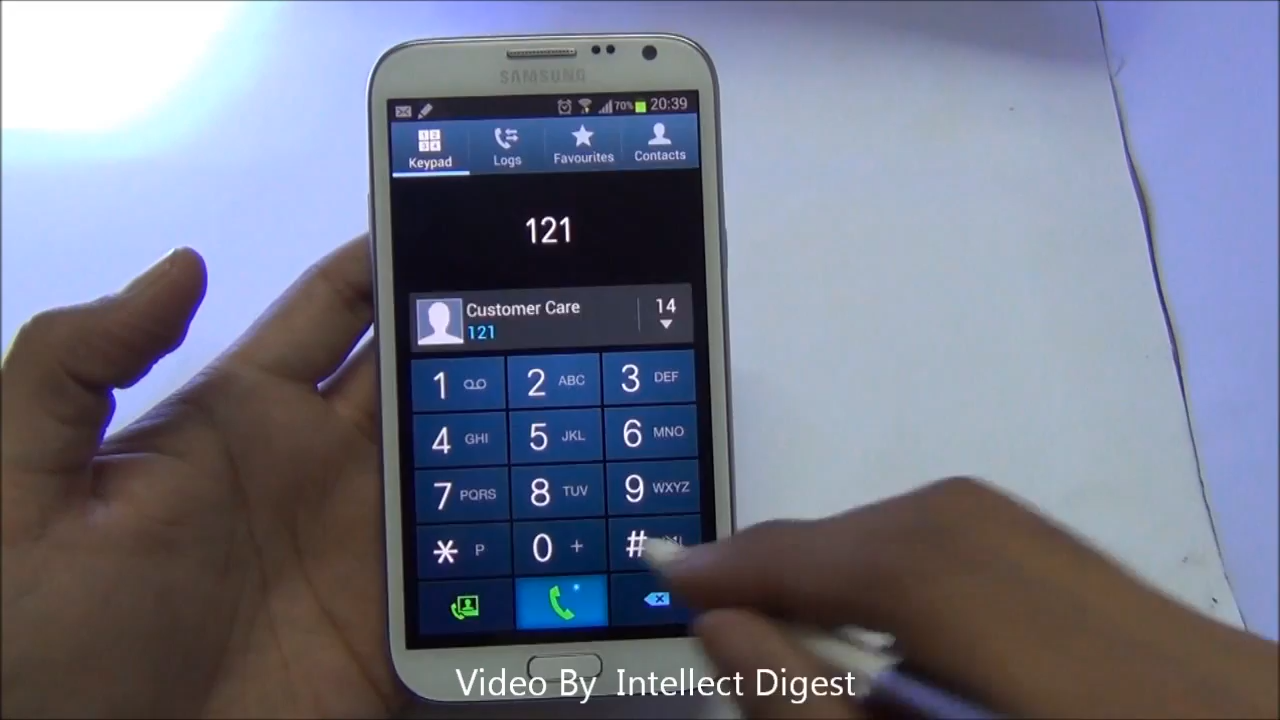 SAMSUNG
70% 20:39
Keypad Logs Favourites Contacts
121
Customer Care 14
121
1 2 ABC 3 DEF
4 GHI 5 JKL 6 MNO
7 PQRS 8 TUV 9 WXYZ
* P 0 + #
Video By Intellect Digest